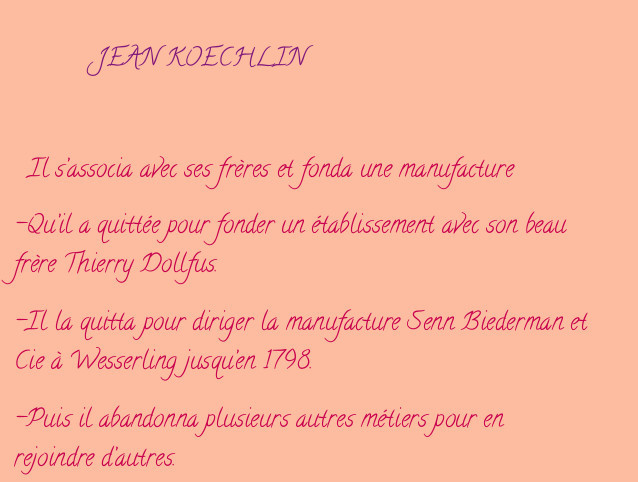 JEAN KOECHLIN
Il s'associa avec ses frères et fonda une manufacture
-Qu'il a quittée pour fonder un établissement avec son beau
frère Thierry Dollfus.
-Il la quitta pour diriger la manufacture Senn Biederman et
Cie à Wesserling jusqu'en 1798.
-Puis il abandonna plusieurs autres métiers pour en
rejoindre d'autres.